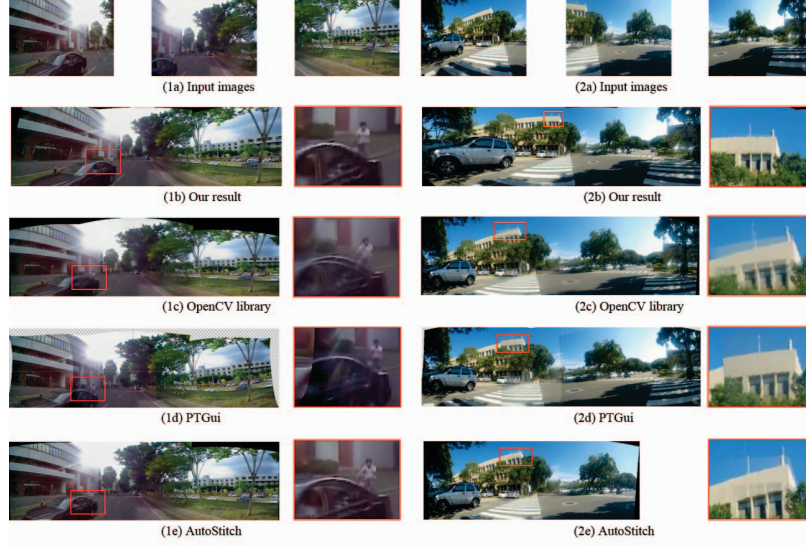 (1a) Input images
(2a) Input images
(1b) Our result
(2b) Our result
(1c) OpenCV library
(2c) OpenCV library
(1d) PTGui
(2d) PTGui
(1e) AutoStitch
(2e) AutoStitch